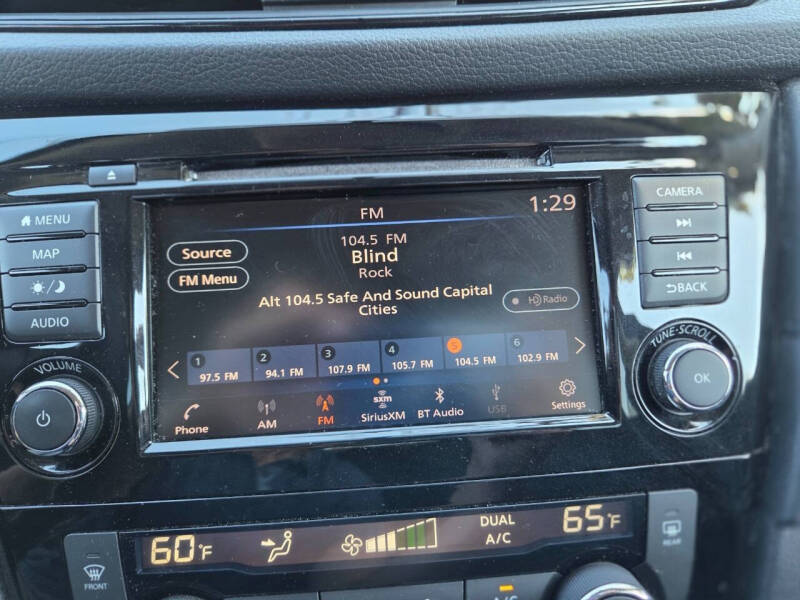 FM
1:29
104.5 FM
Blind
Rock
Source
FM Menu
Alt 104.5 Safe And Sound Capital
Cities
HD Radio
1 2 3 4 5 6
97.5 FM 94.1 FM 107.9 FM 105.7 FM 104.5 FM 102.9 FM
Phone AM FM sxm SiriusXM BT Audio USB Settings
MENU
MAP
AUDIO
VOLUME
CAMERA
BACK
TUNE·SCROLL
OK
60°F
DUAL
A/C
65°F
FRONT
REAR
A/C